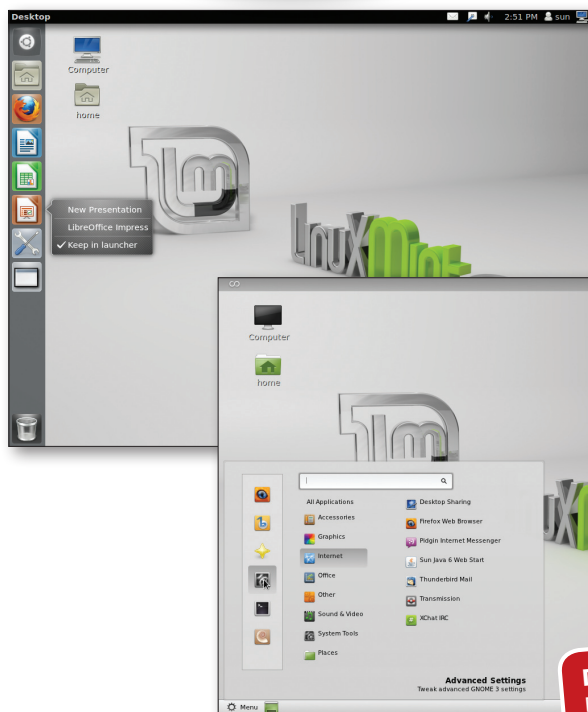 Desktop
2:51 PM
sun
Computer
home
New Presentation
LibreOffice Impress
Keep in launcher
LinuxMint
Computer
home
All Applications
Accessories
Graphics
Internet
Office
Other
Sound & Video
System Tools
Places
Desktop Sharing
Firefox Web Browser
Pidgin Internet Messenger
Sun Java 6 Web Start
Thunderbird Mail
Transmission
XChat IRC
Advanced Settings
Tweak advanced GNOME 3 settings
Menu